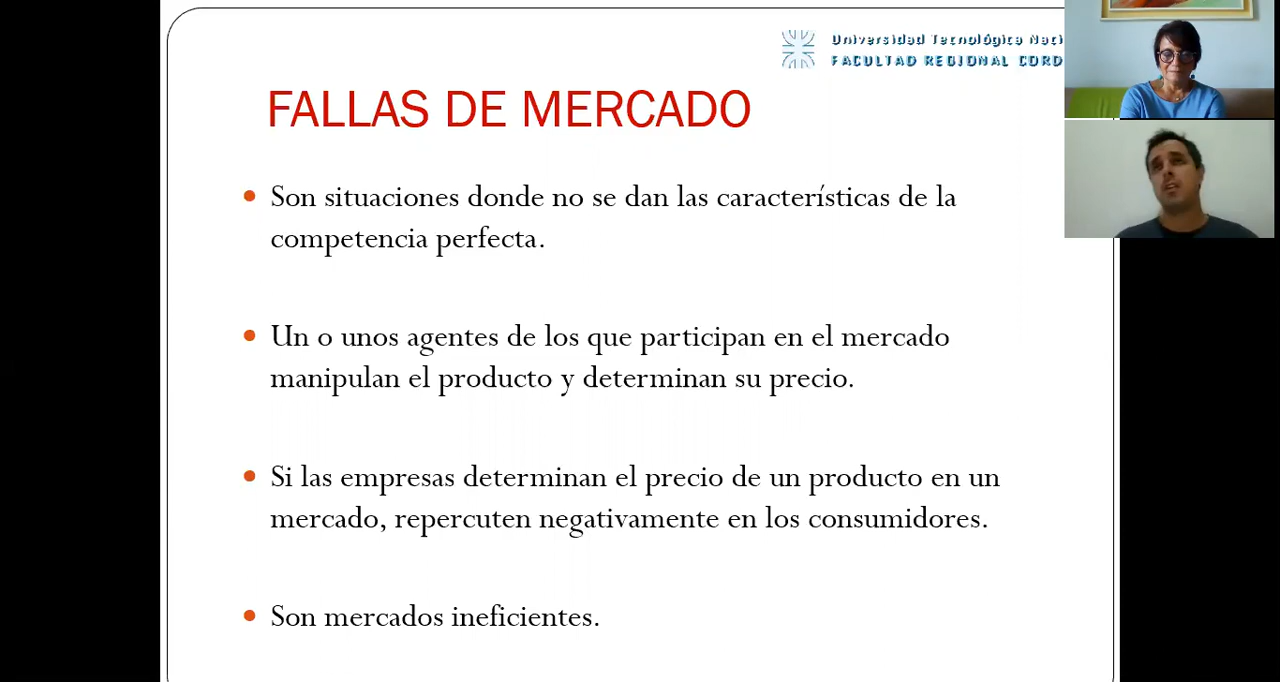 Universidad Tecnológica Naci
FACULTAD REGIONAL CORD
FALLAS DE MERCADO
• Son situaciones donde no se dan las características de la
competencia perfecta.
• Un o unos agentes de los que participan en el mercado
manipulan el producto y determinan su precio.
• Si las empresas determinan el precio de un producto en un
mercado, repercuten negativamente en los consumidores.
• Son mercados ineficientes.